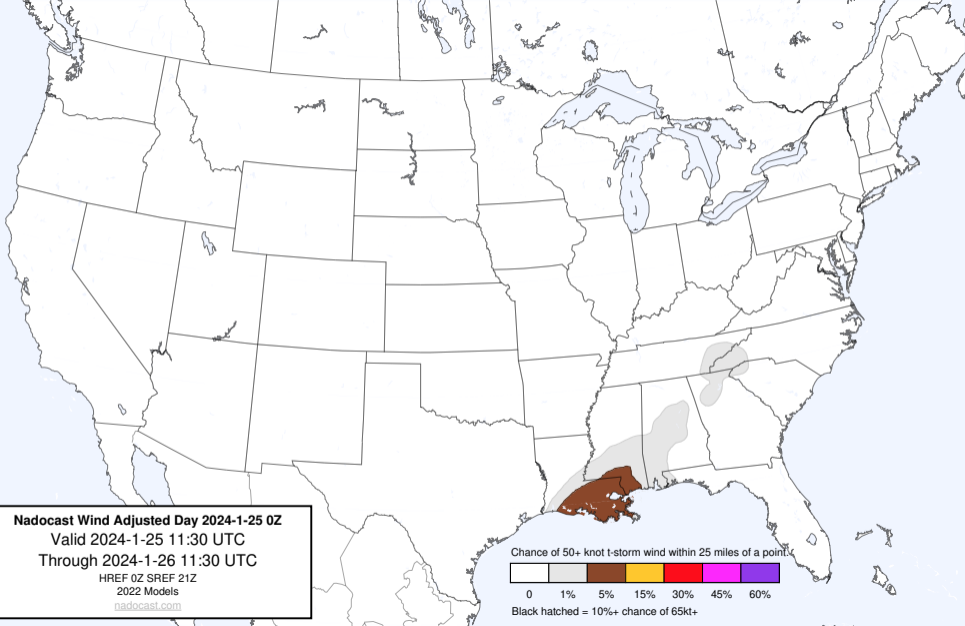 Nadocast Wind Adjusted Day 2024-1-25 0Z
Valid 2024-1-25 11:30 UTC
Through 2024-1-26 11:30 UTC
HREF 0Z SREF 21Z
2022 Models
nadocast.com
Chance of 50+ knot t-storm wind within 25 miles of a point.
0 1% 5% 15% 30% 45% 60%
Black hatched = 10%+ chance of 65kt+